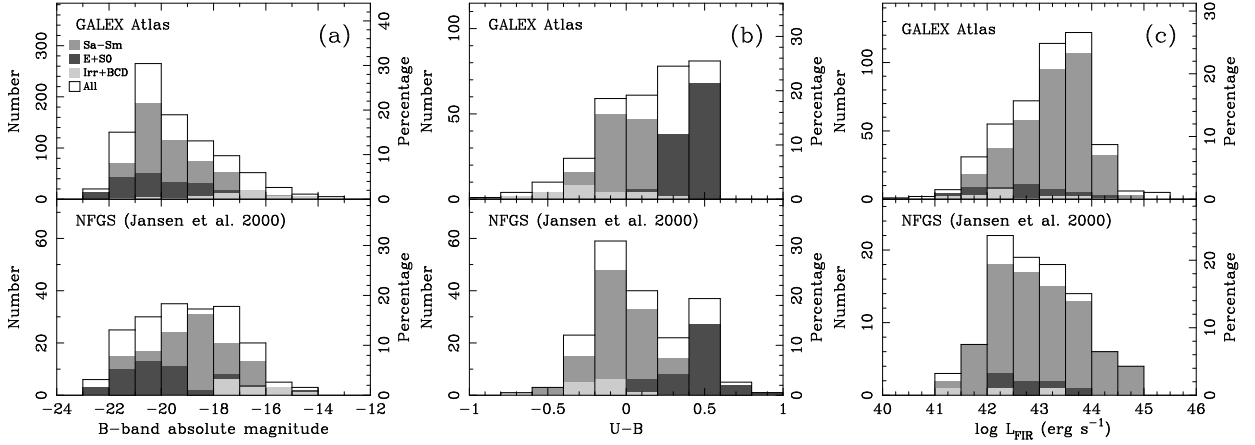 GALEX Atlas
(a)
Sa-Sm
E+S0
Irr+BCD
All
Number
0 100 200 300
Percentage
0 10 20 30 40
NFGS (Jansen et al. 2000)
Number
0 20 40 60
Percentage
0 10 20 30
-24 -22 -20 -18 -16 -14 -12
B-band absolute magnitude
GALEX Atlas
(b)
Number
0 50 100
Percentage
0 10 20 30
NFGS (Jansen et al. 2000)
Number
0 20 40 60
Percentage
0 10 20 30
-1 -0.5 0 0.5 1
U-B
GALEX Atlas
(c)
Number
0 50 100
Percentage
0 10 20 30
NFGS (Jansen et al. 2000)
Number
0 10 20
Percentage
0 10 20
40 41 42 43 44 45 46
log L_FIR (erg s⁻¹)